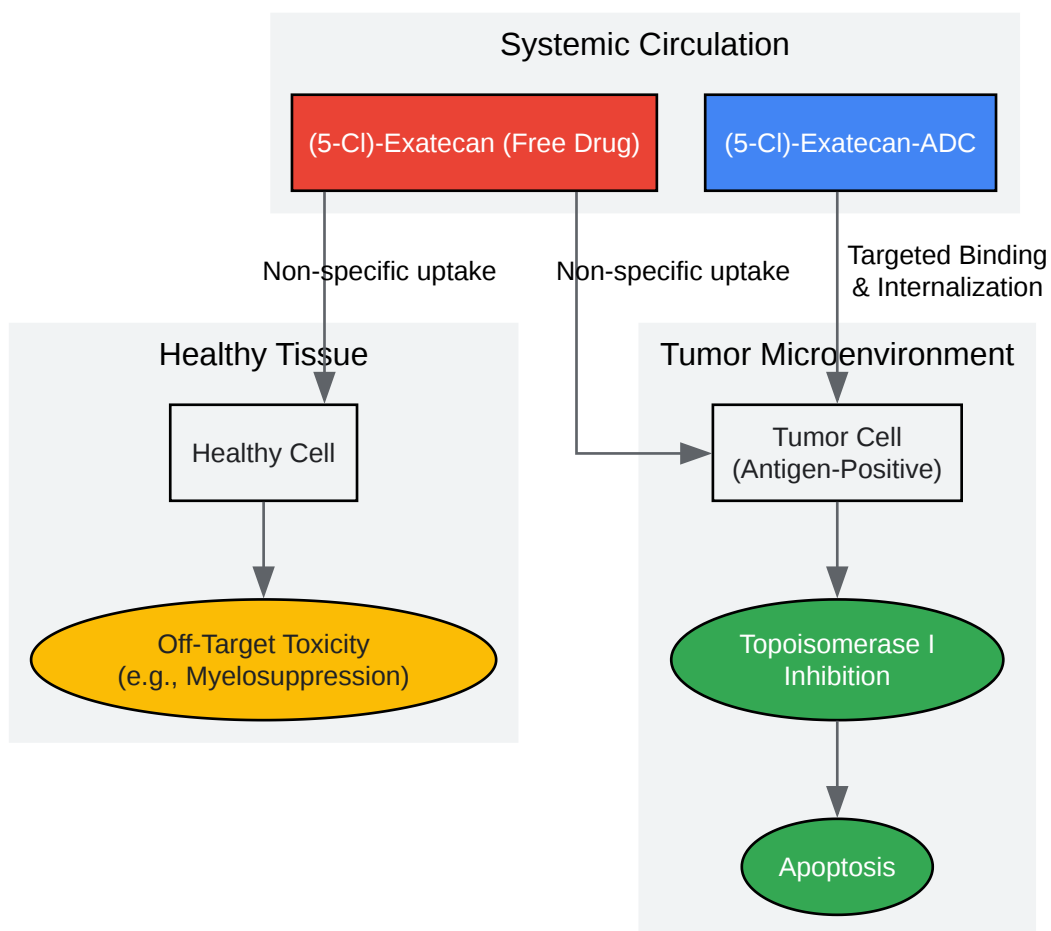 Systemic Circulation
(5-Cl)-Exatecan (Free Drug)
(5-Cl)-Exatecan-ADC
Non-specific uptake
Non-specific uptake
Targeted Binding
& Internalization
Healthy Tissue
Tumor Microenvironment
Healthy Cell
Tumor Cell
(Antigen-Positive)
Off-Target Toxicity
(e.g., Myelosuppression)
Topoisomerase I
Inhibition
Apoptosis